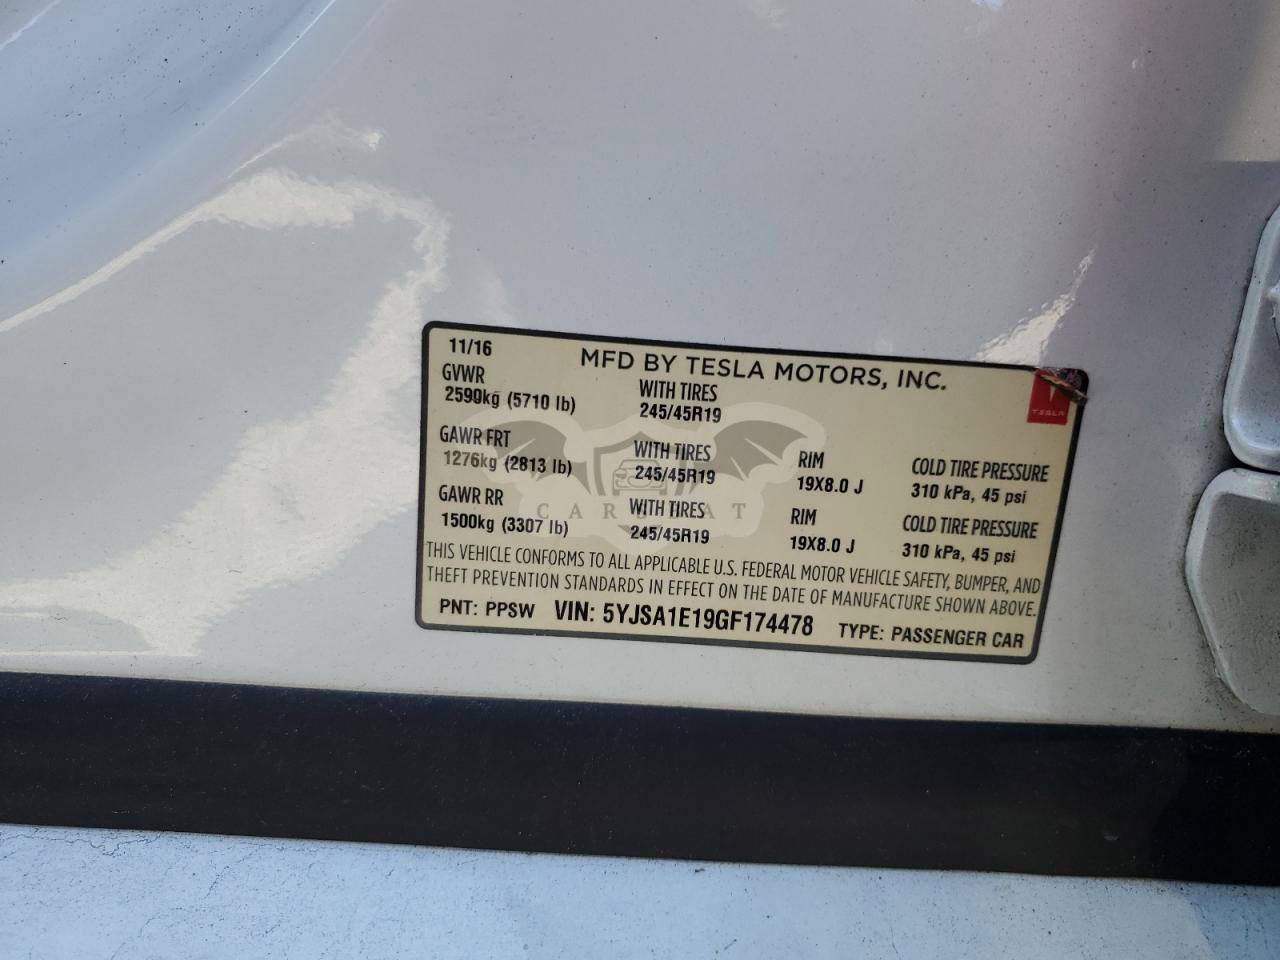 11/16 MFD BY TESLA MOTORS, INC.
GVWR WITH TIRES
2590kg (5710 lb) 245/45R19
TESLA
GAWR FRT WITH TIRES RIM COLD TIRE PRESSURE
1276kg (2813 lb) 245/45R19 19X8.0 J 310 kPa, 45 psi
GAWR RR WITH TIRES RIM COLD TIRE PRESSURE
1500kg (3307 lb) 245/45R19 19X8.0 J 310 kPa, 45 psi
THIS VEHICLE CONFORMS TO ALL APPLICABLE U.S. FEDERAL MOTOR VEHICLE SAFETY, BUMPER, AND
THEFT PREVENTION STANDARDS IN EFFECT ON THE DATE OF MANUFACTURE SHOWN ABOVE.
PNT: PPSW VIN: 5YJSA1E19GF174478 TYPE: PASSENGER CAR